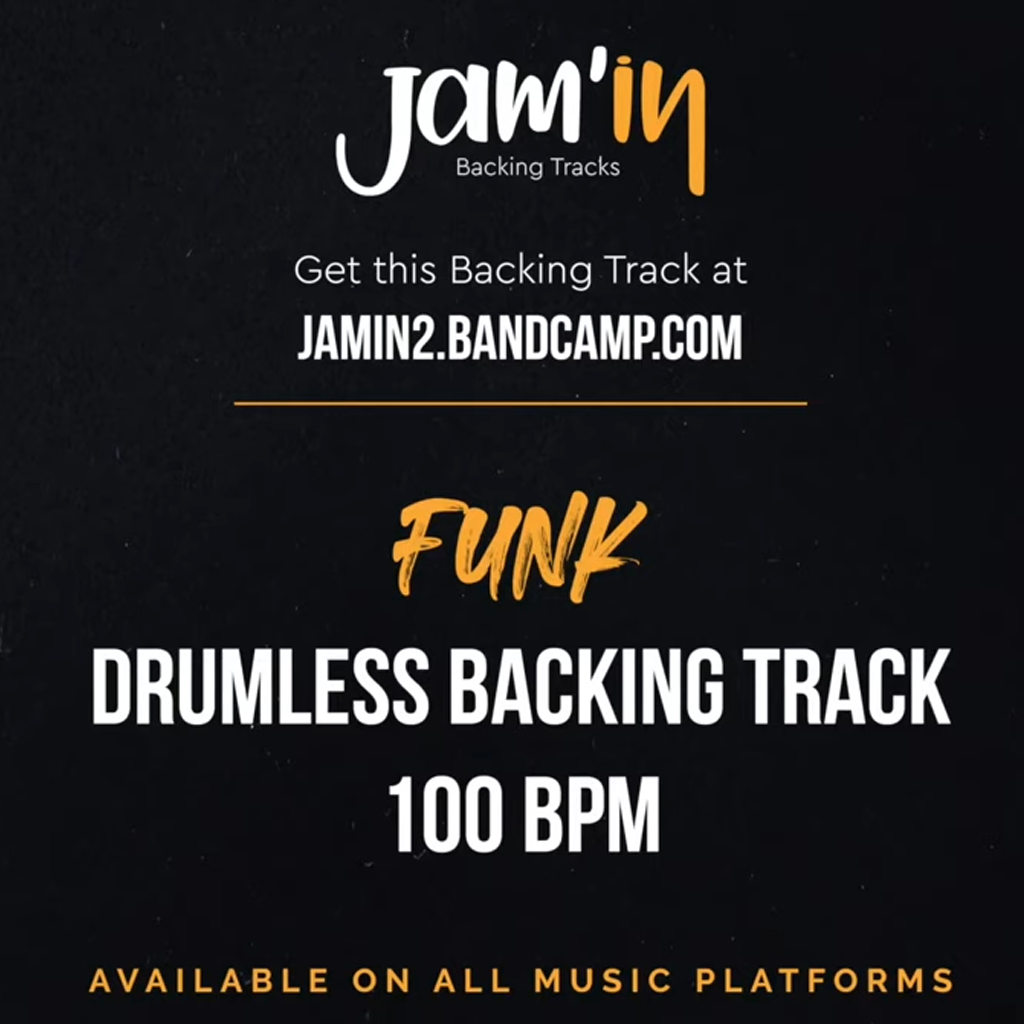 Jam'in
Backing Tracks
Get this Backing Track at
JAMIN2.BANDCAMP.COM
FUNK
DRUMLESS BACKING TRACK
100 BPM
AVAILABLE ON ALL MUSIC PLATFORMS